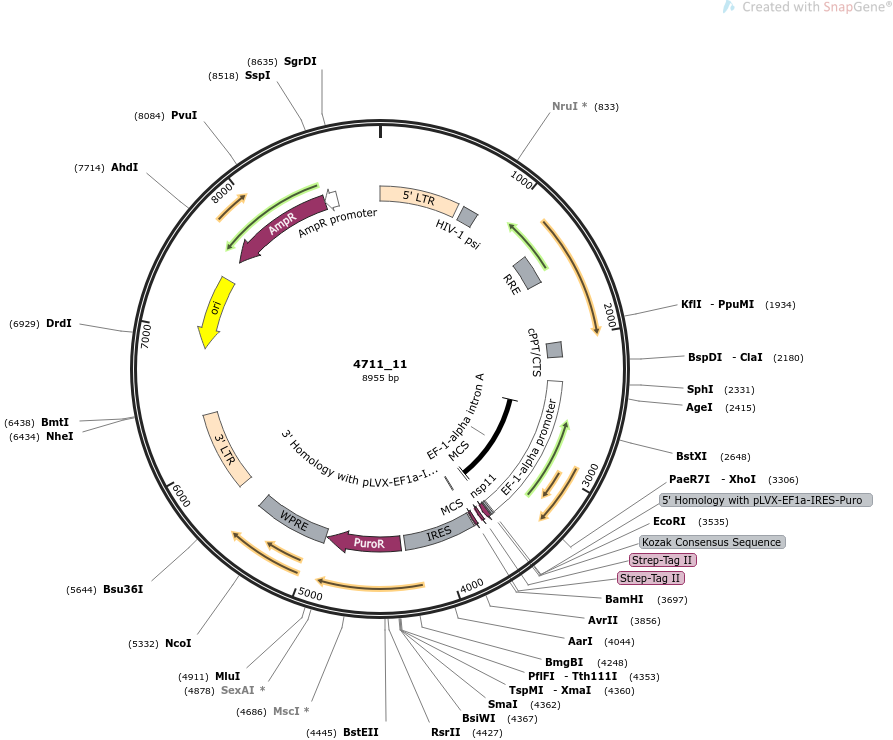 Created with SnapGene®
(8635) SgrDI
(8518) SspI
(8084) PvuI
(7714) AhdI
(6929) DrdI
(6438) BmtI
(6434) NheI
(5644) Bsu36I
(5332) NcoI
(4911) MluI
(4878) SexAI *
(4686) MscI *
(4445) BstEII
NruI * (833)
KflI - PpuMI (1934)
BspDI - ClaI (2180)
SphI (2331)
AgeI (2415)
BstXI (2648)
PaeR7I - XhoI (3306)
5' Homology with pLVX-EF1a-IRES-Puro
EcoRI (3535)
Kozak Consensus Sequence
Strep-Tag II
Strep-Tag II
BamHI (3697)
AvrII (3856)
AarI (4044)
BmgBI (4248)
PflFI - Tth111I (4353)
TspMI - XmaI (4360)
SmaI (4362)
BsiWI (4367)
RsrII (4427)
1000
2000
3000
4000
5000
6000
7000
8000
5' LTR
HIV-1 psi
RRE
cPPT/CTS
EF-1-alpha promoter
EF-1-alpha intron A
MCS
nsp11
MCS
3' Homology with pLVX-EF1a-I...
IRES
PuroR
WPRE
3' LTR
ori
AmpR
AmpR promoter
4711_11
8955 bp